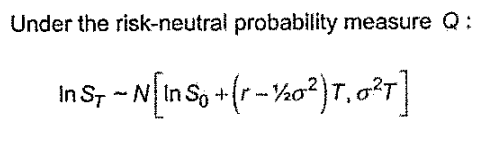 Under the risk-neutral probability measure Q :
ln S_T ~ N[ln S_0 + (r − ½σ²)T, σ²T]